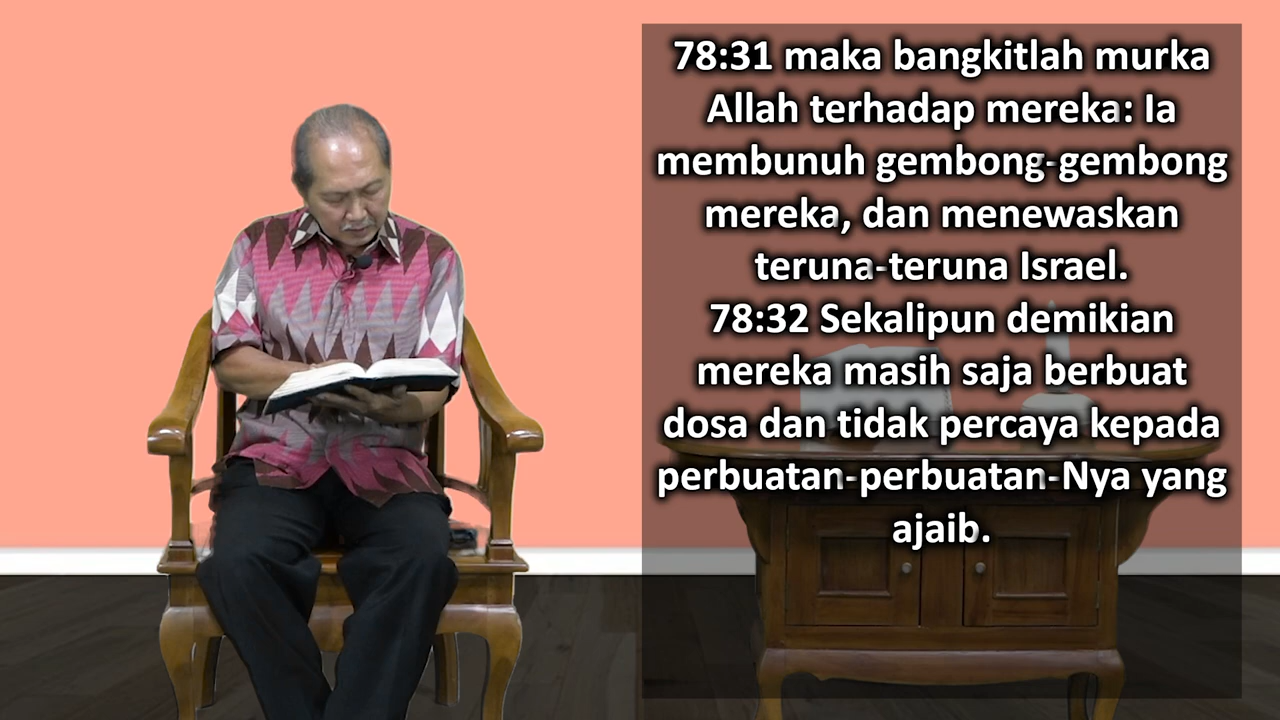 78:31 maka bangkitlah murka
Allah terhadap mereka: Ia
membunuh gembong-gembong
mereka, dan menewaskan
teruna-teruna Israel.
78:32 Sekalipun demikian
mereka masih saja berbuat
dosa dan tidak percaya kepada
perbuatan-perbuatan-Nya yang
ajaib.